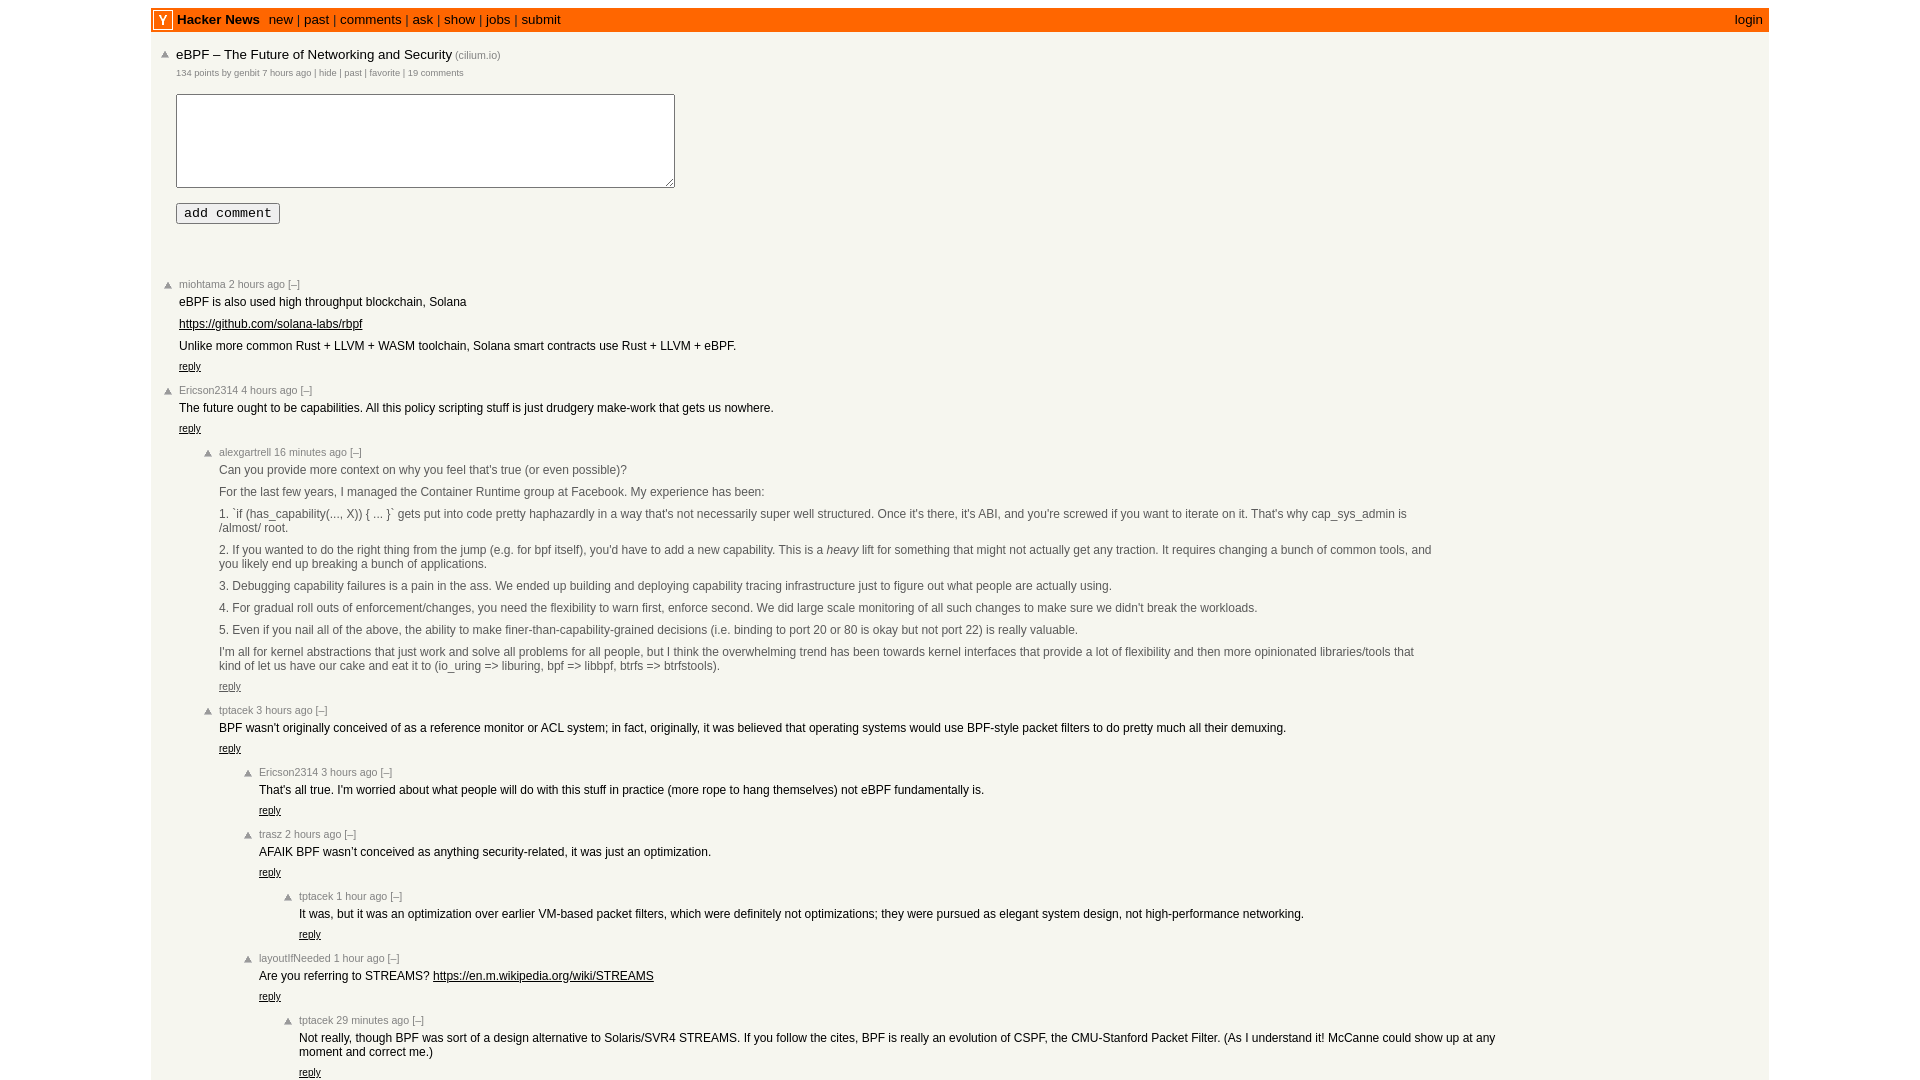 Y Hacker News new | past | comments | ask | show | jobs | submit login
eBPF – The Future of Networking and Security (cilium.io)
134 points by genbit 7 hours ago | hide | past | favorite | 19 comments
add comment
miohtama 2 hours ago [–]
eBPF is also used high throughput blockchain, Solana
https://github.com/solana-labs/rbpf
Unlike more common Rust + LLVM + WASM toolchain, Solana smart contracts use Rust + LLVM + eBPF.
reply
Ericson2314 4 hours ago [–]
The future ought to be capabilities. All this policy scripting stuff is just drudgery make-work that gets us nowhere.
reply
alexgartrell 16 minutes ago [–]
Can you provide more context on why you feel that's true (or even possible)?
For the last few years, I managed the Container Runtime group at Facebook. My experience has been:
1. `if (has_capability(..., X)) { ... }` gets put into code pretty haphazardly in a way that's not necessarily super well structured. Once it's there, it's ABI, and you're screwed if you want to iterate on it. That's why cap_sys_admin is
/almost/ root.
2. If you wanted to do the right thing from the jump (e.g. for bpf itself), you'd have to add a new capability. This is a heavy lift for something that might not actually get any traction. It requires changing a bunch of common tools, and
you likely end up breaking a bunch of applications.
3. Debugging capability failures is a pain in the ass. We ended up building and deploying capability tracing infrastructure just to figure out what people are actually using.
4. For gradual roll outs of enforcement/changes, you need the flexibility to warn first, enforce second. We did large scale monitoring of all such changes to make sure we didn't break the workloads.
5. Even if you nail all of the above, the ability to make finer-than-capability-grained decisions (i.e. binding to port 20 or 80 is okay but not port 22) is really valuable.
I'm all for kernel abstractions that just work and solve all problems for all people, but I think the overwhelming trend has been towards kernel interfaces that provide a lot of flexibility and then more opinionated libraries/tools that
kind of let us have our cake and eat it to (io_uring => liburing, bpf => libbpf, btrfs => btrfstools).
reply
tptacek 3 hours ago [–]
BPF wasn't originally conceived of as a reference monitor or ACL system; in fact, originally, it was believed that operating systems would use BPF-style packet filters to do pretty much all their demuxing.
reply
Ericson2314 3 hours ago [–]
That's all true. I'm worried about what people will do with this stuff in practice (more rope to hang themselves) not eBPF fundamentally is.
reply
trasz 2 hours ago [–]
AFAIK BPF wasn’t conceived as anything security-related, it was just an optimization.
reply
tptacek 1 hour ago [–]
It was, but it was an optimization over earlier VM-based packet filters, which were definitely not optimizations; they were pursued as elegant system design, not high-performance networking.
reply
layoutIfNeeded 1 hour ago [–]
Are you referring to STREAMS? https://en.m.wikipedia.org/wiki/STREAMS
reply
tptacek 29 minutes ago [–]
Not really, though BPF was sort of a design alternative to Solaris/SVR4 STREAMS. If you follow the cites, BPF is really an evolution of CSPF, the CMU-Stanford Packet Filter. (As I understand it! McCanne could show up at any
moment and correct me.)
reply